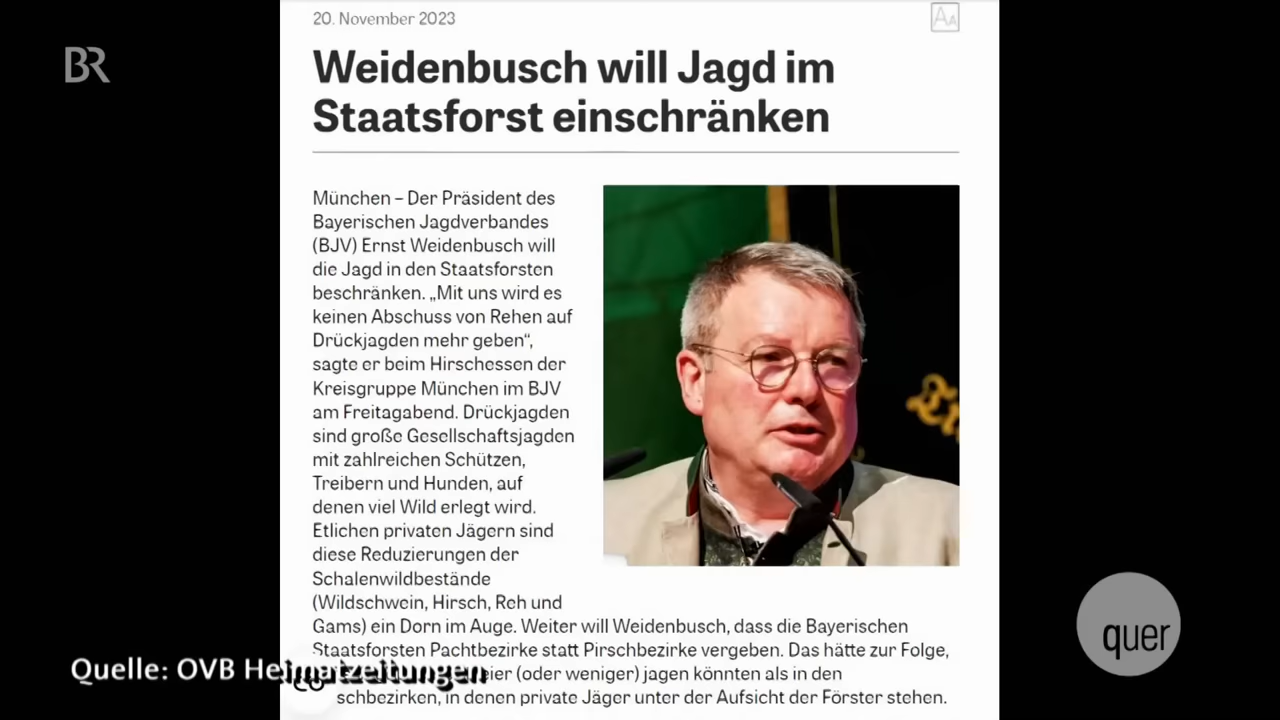 20. November 2023
AA
BR
Weidenbusch will Jagd im
Staatsforst einschränken
München – Der Präsident des
Bayerischen Jagdverbandes
(BJV) Ernst Weidenbusch will
die Jagd in den Staatsforsten
beschränken. „Mit uns wird es
keinen Abschuss von Rehen auf
Drückjagden mehr geben“,
sagte er beim Hirschessen der
Kreisgruppe München im BJV
am Freitagabend. Drückjagden
sind große Gesellschaftsjagden
mit zahlreichen Schützen,
Treibern und Hunden, auf
denen viel Wild erlegt wird.
Etlichen privaten Jägern sind
diese Reduzierungen der
Schalenwildbestände
(Wildschwein, Hirsch, Reh und
Gams) ein Dorn im Auge. Weiter will Weidenbusch, dass die Bayerischen
Staatsforsten Pachtbezirke statt Pirschbezirke vergeben. Das hätte zur Folge,
(oder weniger) jagen könnten als in den
schbezirken, in denen private Jäger unter der Aufsicht der Förster stehen.
Quelle: OVB Heimatzeitungen
quer